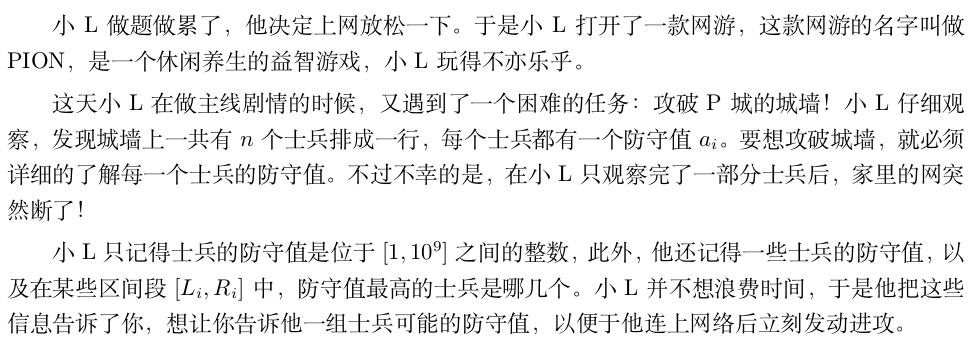 小 L 做题做累了，他决定上网放松一下。于是小 L 打开了一款网游，这款网游的名字叫做
PION，是一个休闲养生的益智游戏，小 L 玩得不亦乐乎。
这天小 L 在做主线剧情的时候，又遇到了一个困难的任务：攻破 P 城的城墙！小 L 仔细观
察，发现城墙上一共有 n 个士兵排成一行，每个士兵都有一个防守值 a_i。要想攻破城墙，就必须
详细的了解每一个士兵的防守值。不过不幸的是，在小 L 只观察完了一部分士兵后，家里的网突
然断了！
小 L 只记得士兵的防守值是位于 [1, 10^9] 之间的整数，此外，他还记得一些士兵的防守值，以
及在某些区间段 [L_i, R_i] 中，防守值最高的士兵是哪几个。小 L 并不想浪费时间，于是他把这些
信息告诉了你，想让你告诉他一组士兵可能的防守值，以便于他连上网络后立刻发动进攻。